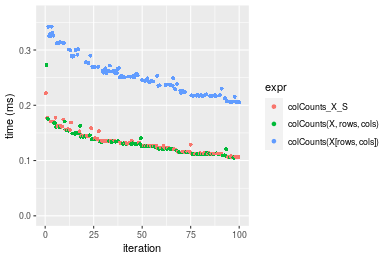 0.3
0.2
0.1
0.0
time (ms)
0
25
50
75
100
iteration
expr
colCounts_X_S
colCounts(X, rows, cols)
colCounts(X[rows, cols])